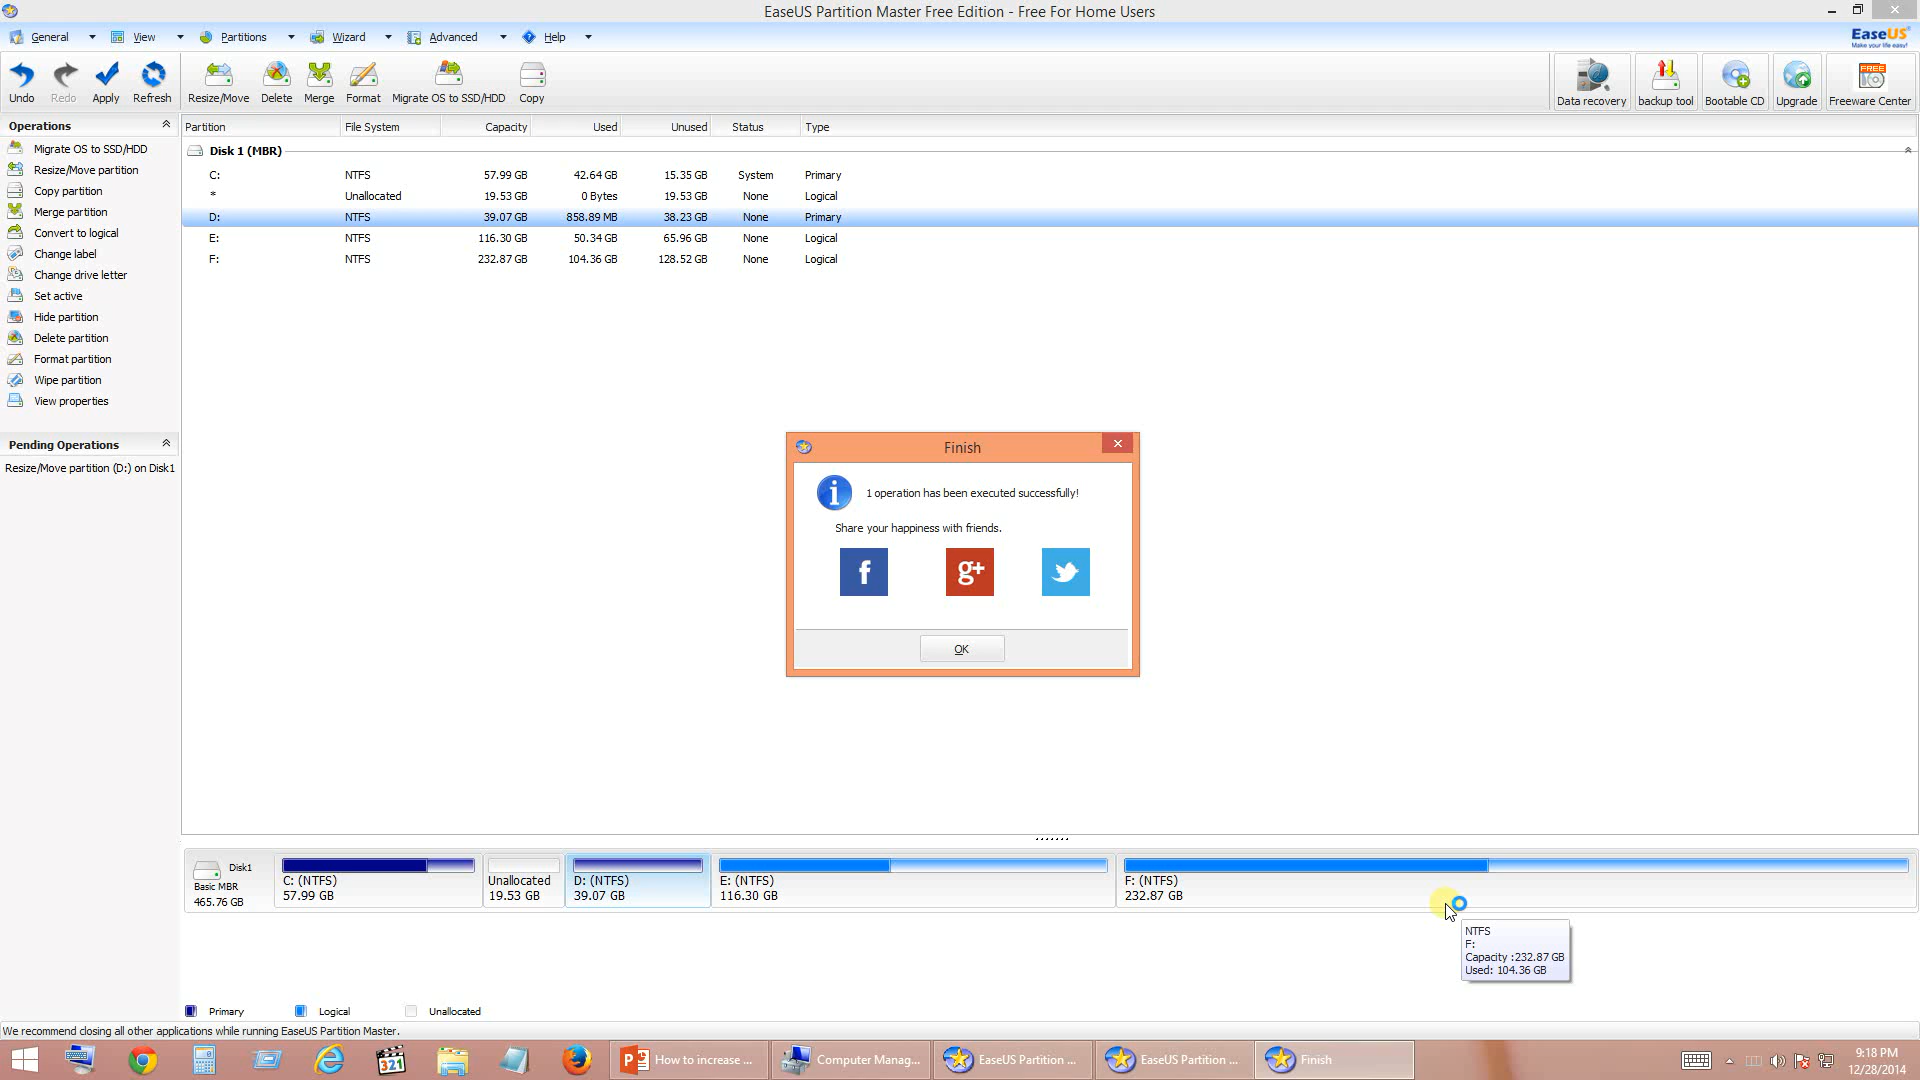 EaseUS Partition Master Free Edition - Free For Home Users
General View Partitions Wizard Advanced Help
EaseUS
Make your life easy!
Undo Redo Apply Refresh Resize/Move Delete Merge Format Migrate OS to SSD/HDD Copy Data recovery backup tool Bootable CD Upgrade Freeware Center
FREE
Operations
Migrate OS to SSD/HDD
Resize/Move partition
Copy partition
Merge partition
Convert to logical
Change label
Change drive letter
Set active
Hide partition
Delete partition
Format partition
Wipe partition
View properties
Pending Operations
Resize/Move partition (D:) on Disk1
Partition File System Capacity Used Unused Status Type
Disk 1 (MBR)
C: NTFS 57.99 GB 42.64 GB 15.35 GB System Primary
* Unallocated 19.53 GB 0 Bytes 19.53 GB None Logical
D: NTFS 39.07 GB 858.89 MB 38.23 GB None Primary
E: NTFS 116.30 GB 50.34 GB 65.96 GB None Logical
F: NTFS 232.87 GB 104.36 GB 128.52 GB None Logical
Finish
1 operation has been executed successfully!
Share your happiness with friends.
f g+
OK
Disk1
Basic MBR
465.76 GB
C: (NTFS)
57.99 GB
Unallocated
19.53 GB
D: (NTFS)
39.07 GB
E: (NTFS)
116.30 GB
F: (NTFS)
232.87 GB
NTFS
F:
Capacity :232.87 GB
Used: 104.36 GB
Primary Logical Unallocated
We recommend closing all other applications while running EaseUS Partition Master.
321
How to increase ... Computer Manag... EaseUS Partition ... EaseUS Partition ... Finish
9:18 PM
12/28/2014